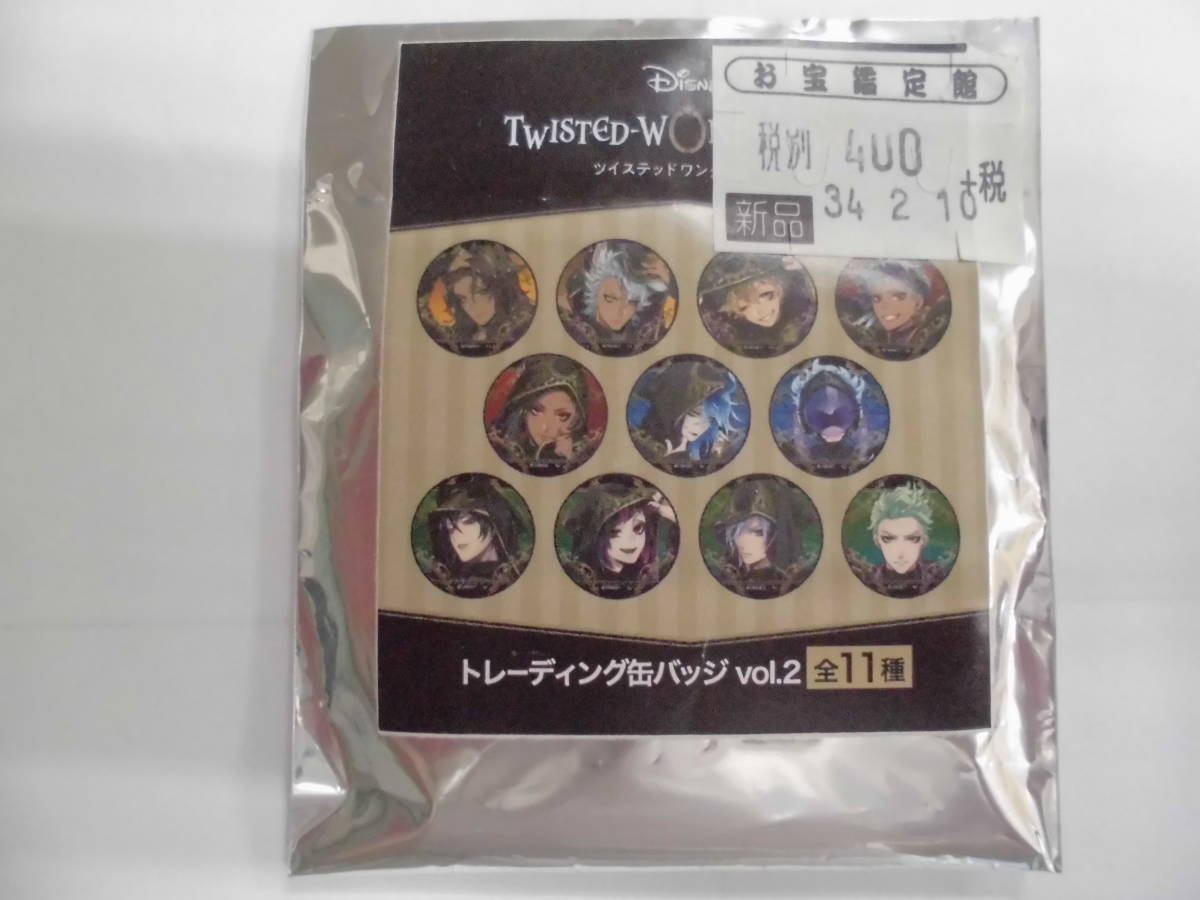 DISN
お宝鑑定館
TWISTED-WO
税別 400
ツイステッドワン
新品 34 2 10 +税
トレーディング缶バッジ vol.2 全11種